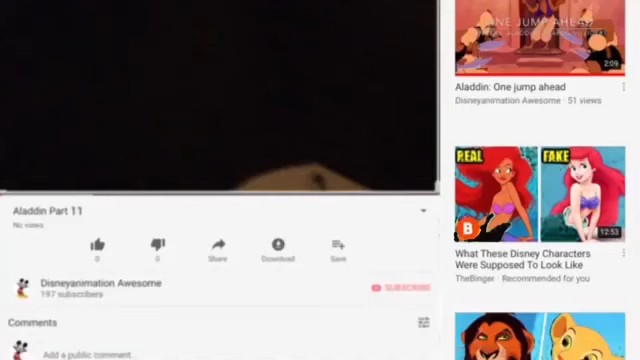 Aladdin Part 11
No views
0
0
Share
Download
Save
Disneyanimation Awesome
197 subscribers
SUBSCRIBE
Comments
Add a public comment...
ONE JUMP AHEAD
2:09
Aladdin: One jump ahead
Disneyanimation Awesome · 51 views
REAL
FAKE
B
12:53
What These Disney Characters
Were Supposed To Look Like
TheBinger · Recommended for you